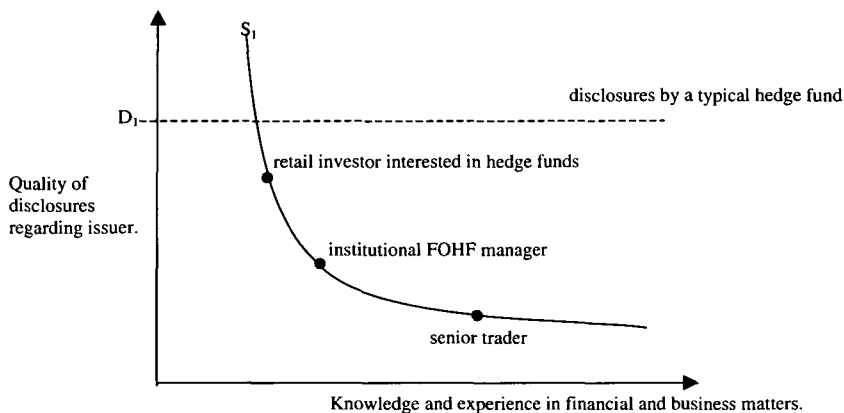 S1
disclosures by a typical hedge fund
D1
retail investor interested in hedge funds
Quality of
disclosures
regarding issuer.
institutional FOHF manager
senior trader
Knowledge and experience in financial and business matters.